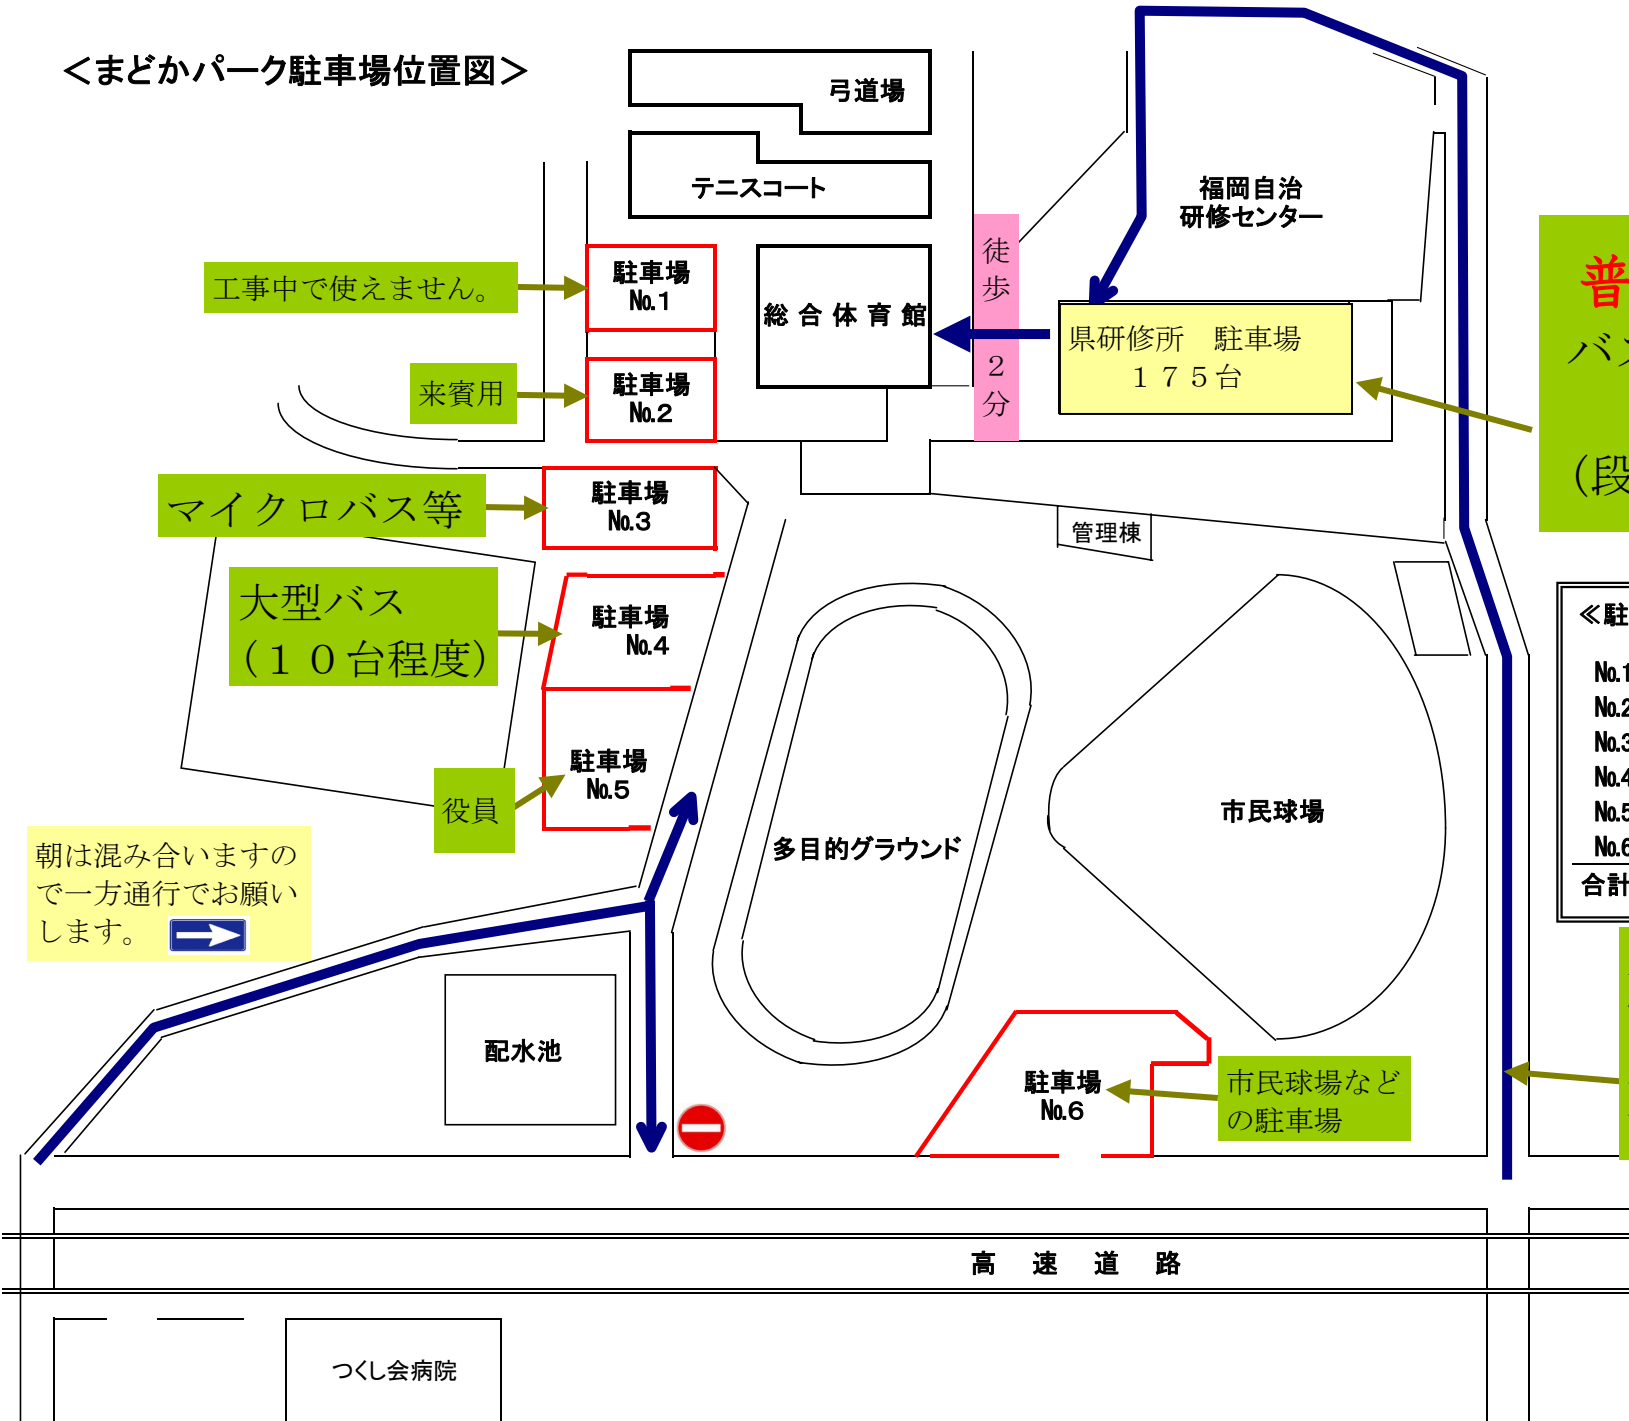 ＜まどかパーク駐車場位置図＞
弓道場
テニスコート
福岡自治
研修センター
工事中で使えません。
駐車場
№.1
総合体育館
徒歩
2分
県研修所　駐車場
１７５台
普
バス
（段
来賓用
駐車場
№.2
マイクロバス等
駐車場
№.3
管理棟
大型バス
（１０台程度）
駐車場
№.4
≪駐
№.1
№.2
№.3
№.4
№.5
№.6
合計
役員
駐車場
№.5
多目的グラウンド
市民球場
朝は混み合いますの
で一方通行でお願い
します。
配水池
駐車場
№.6
市民球場など
の駐車場
高速道路
つくし会病院